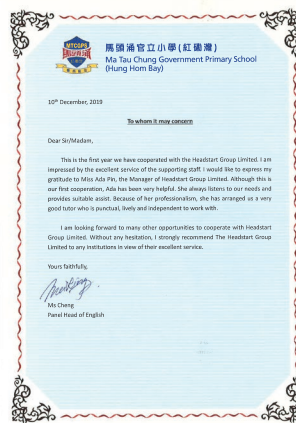 MTCGPS
馬頭涌官立小學(紅磡灣)
Ma Tau Chung Government Primary School
(Hung Hom Bay)
10th December, 2019
To whom it may concern
Dear Sir/Madam,
This is the first year we have cooperated with the Headstart Group Limited. I am
impressed by the excellent service of the supporting staff. I would like to express my
gratitude to Miss Ada Pin, the Manager of Headstart Group Limited. Although this is
our first cooperation, Ada has been very helpful. She always listens to our needs and
provides suitable assist. Because of her professionalism, she has arranged us a very
good tutor who is punctual, lively and independent to work with.
I am looking forward to many other opportunities to cooperate with Headstart
Group Limited. Without any hesitation, I strongly recommend The Headstart Group
Limited to any institutions in view of their excellent service.
Yours faithfully,
Ms Cheng
Panel Head of English